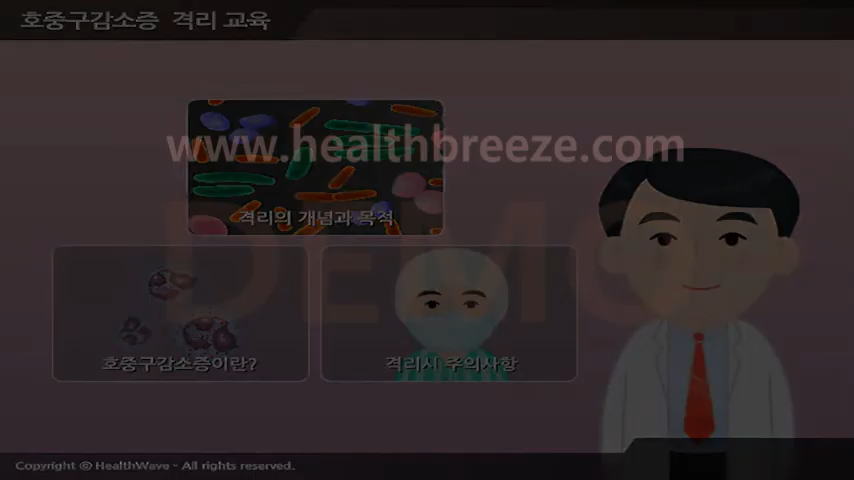 호중구감소증 격리 교육
www.healthbreeze.com
격리의 개념과 목적
DEMO
호중구감소증이란?
격리시 주의사항
Copyright ⓒ HealthWave - All rights reserved.